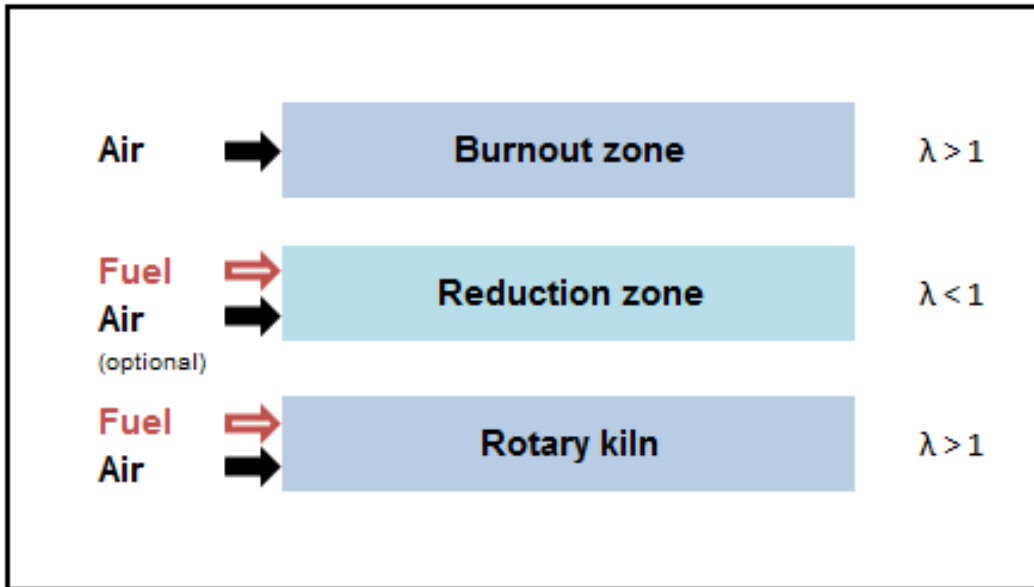 Air
Burnout zone
λ > 1
Fuel
Air
(optional)
Reduction zone
λ < 1
Fuel
Air
Rotary kiln
λ > 1